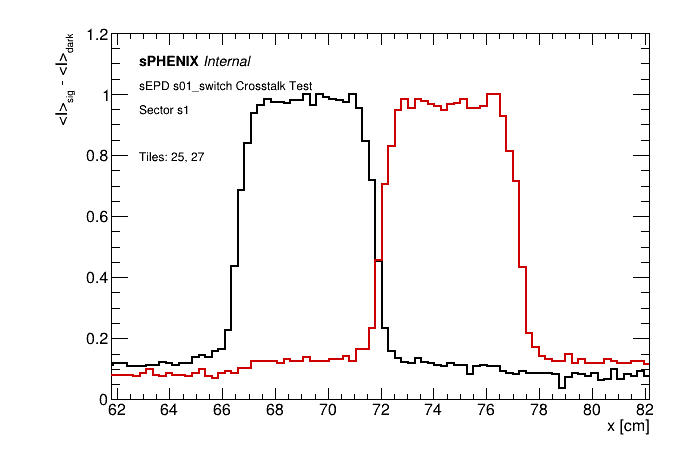 <I>sig - <I>dark
1.2
1
0.8
0.6
0.4
0.2
0
sPHENIX Internal
sEPD s01_switch Crosstalk Test
Sector s1
Tiles: 25, 27
62 64 66 68 70 72 74 76 78 80 82
x [cm]